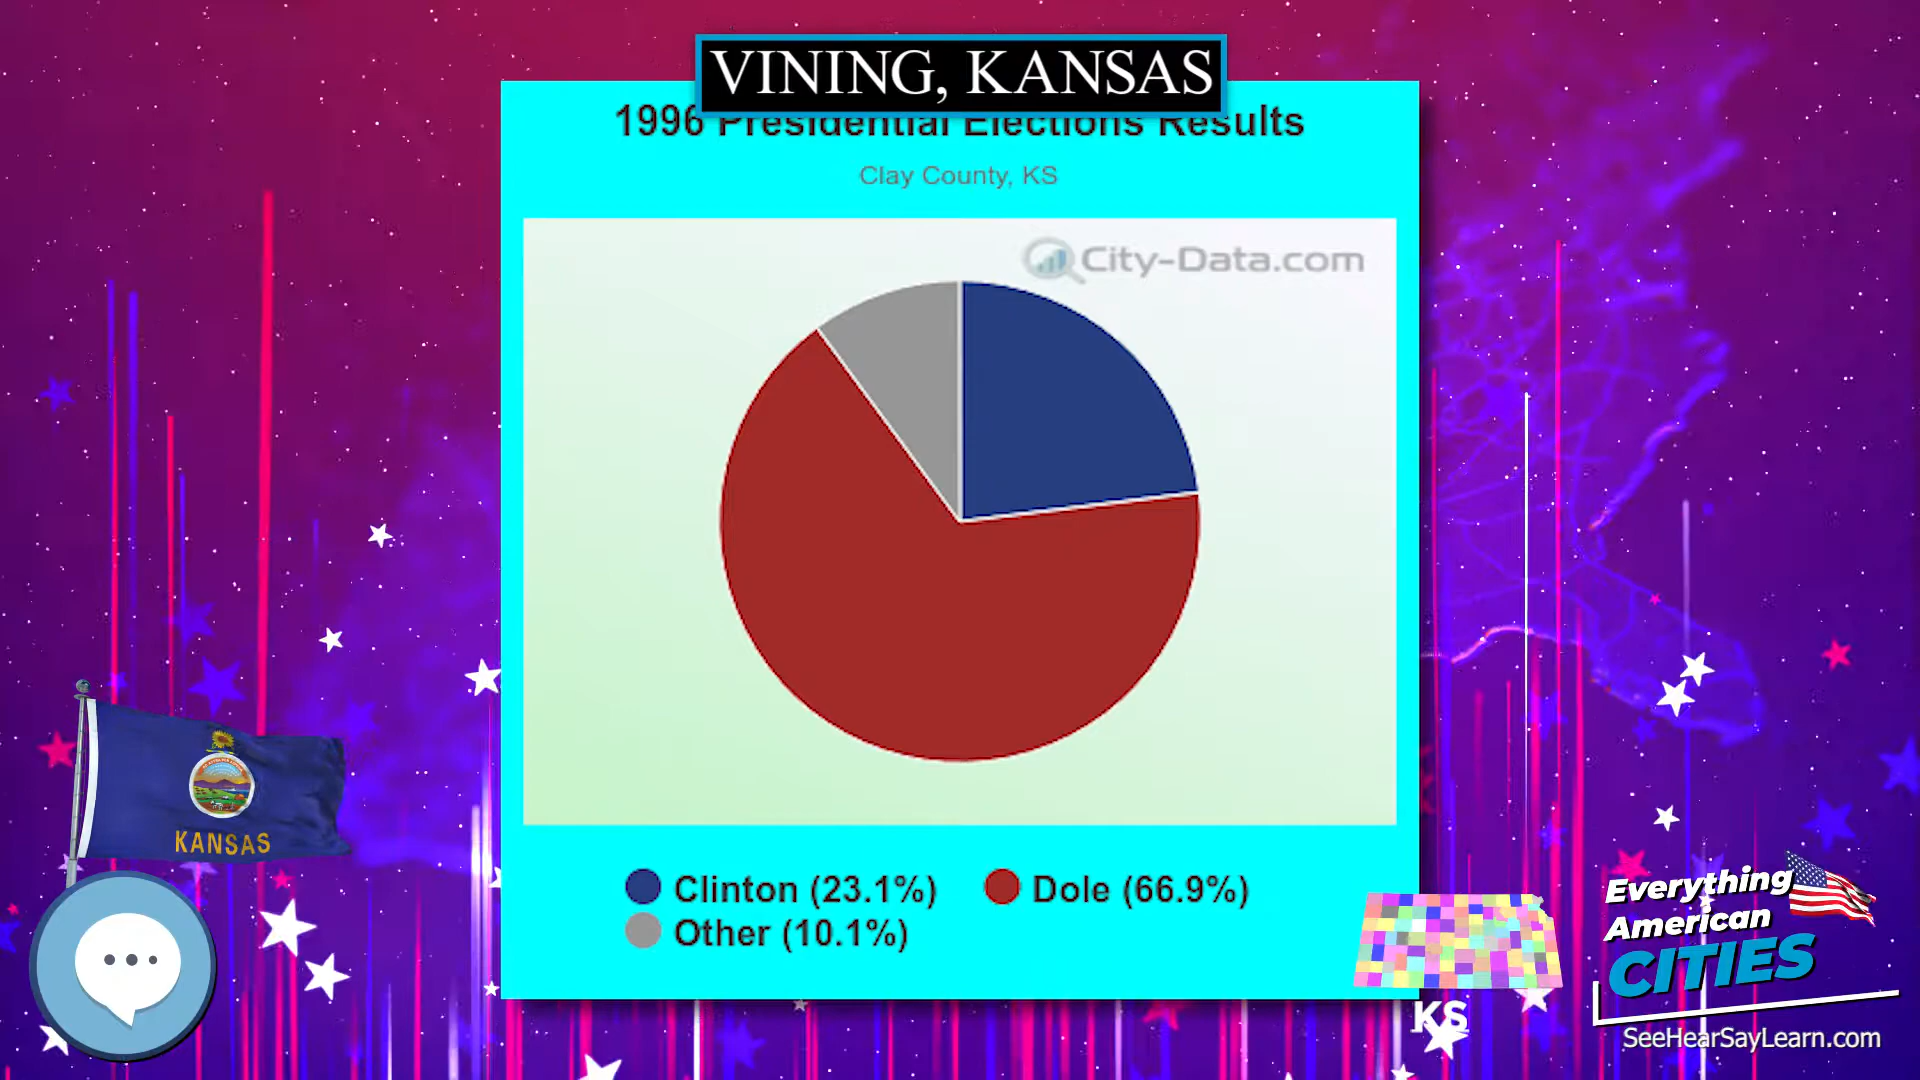 VINING, KANSAS
1996 Presidential Elections Results
Clay County, KS
City-Data.com
Clinton (23.1%) Dole (66.9%)
Other (10.1%)
KANSAS
KS
Everything
American
CITIES
SeeHearSayLearn.com